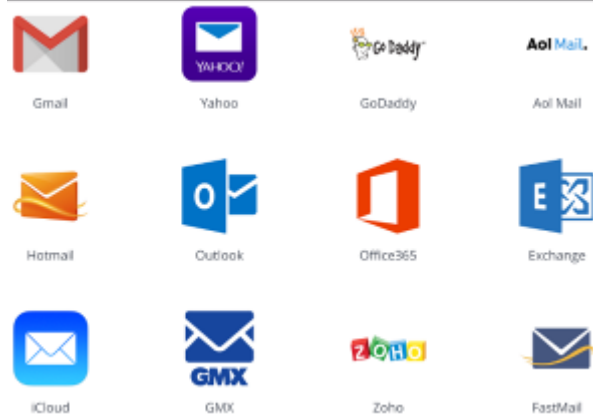 YAHOO!
Go Daddy™
Aol Mail.
Gmail
Yahoo
GoDaddy
Aol Mail
O
E
Hotmail
Outlook
Office365
Exchange
GMX
ZOHO
iCloud
GMX
Zoho
FastMail